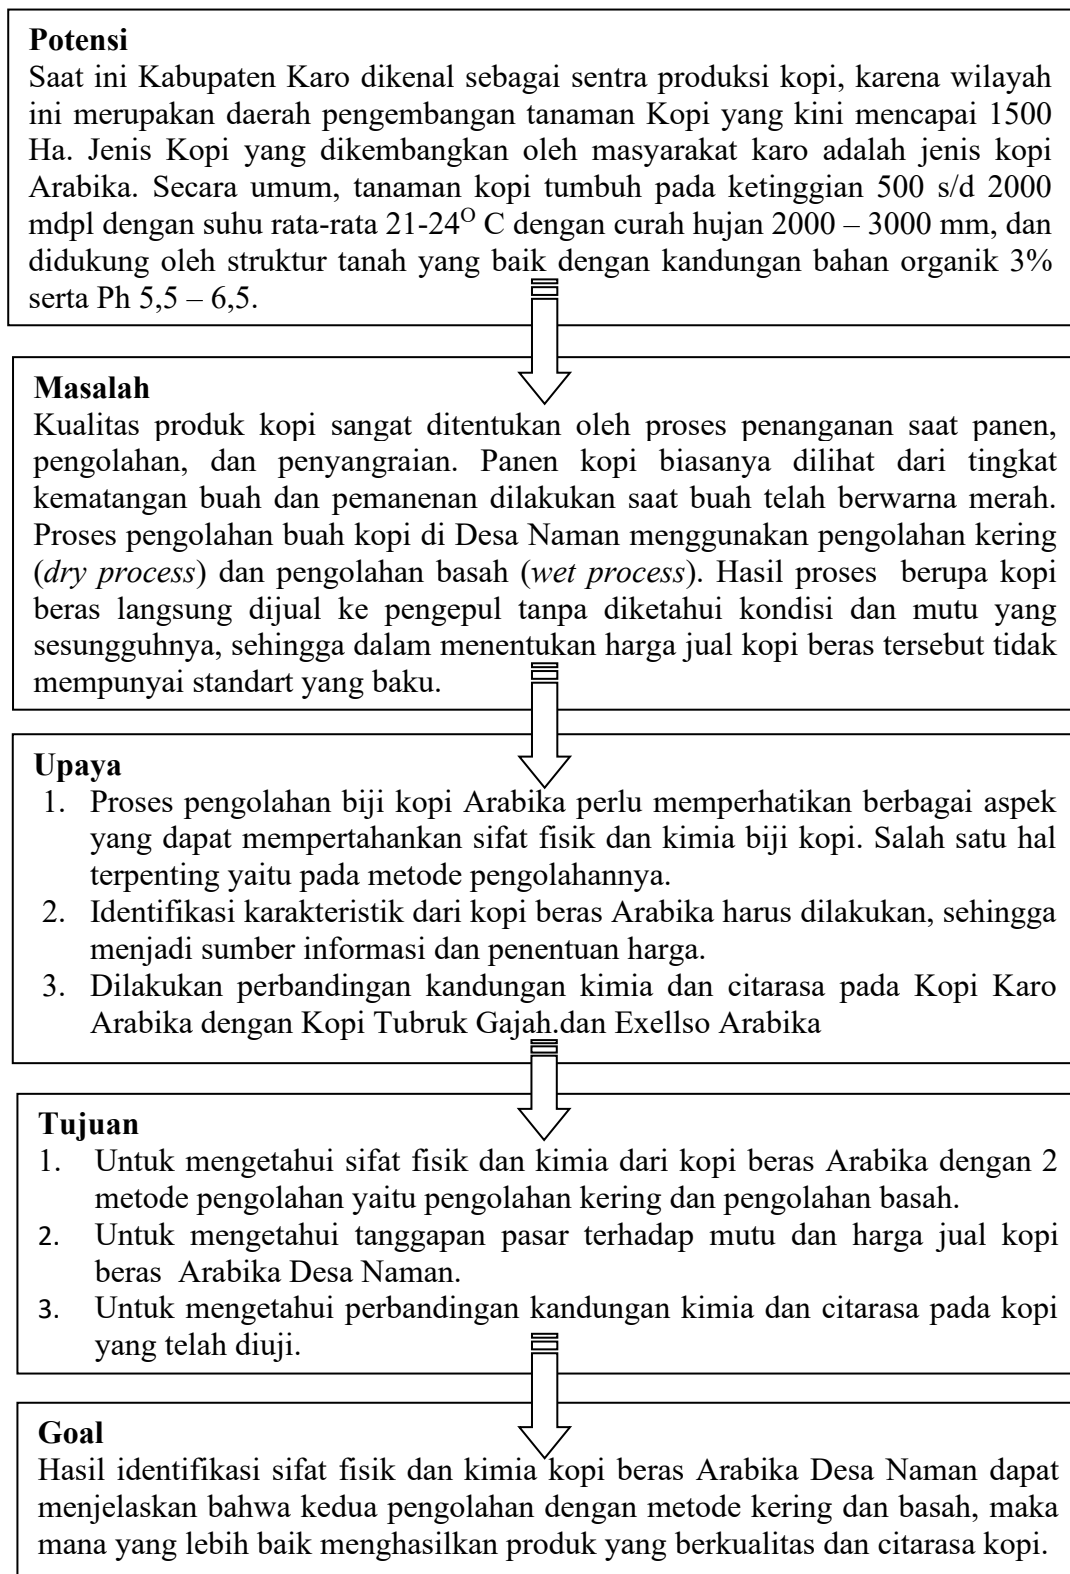 Potensi
Saat ini Kabupaten Karo dikenal sebagai sentra produksi kopi, karena wilayah
ini merupakan daerah pengembangan tanaman Kopi yang kini mencapai 1500
Ha. Jenis Kopi yang dikembangkan oleh masyarakat karo adalah jenis kopi
Arabika. Secara umum, tanaman kopi tumbuh pada ketinggian 500 s/d 2000
mdpl dengan suhu rata-rata 21-24ᴼ C dengan curah hujan 2000 – 3000 mm, dan
didukung oleh struktur tanah yang baik dengan kandungan bahan organik 3%
serta Ph 5,5 – 6,5.
Masalah
Kualitas produk kopi sangat ditentukan oleh proses penanganan saat panen,
pengolahan, dan penyangraian. Panen kopi biasanya dilihat dari tingkat
kematangan buah dan pemanenan dilakukan saat buah telah berwarna merah.
Proses pengolahan buah kopi di Desa Naman menggunakan pengolahan kering
(dry process) dan pengolahan basah (wet process). Hasil proses berupa kopi
beras langsung dijual ke pengepul tanpa diketahui kondisi dan mutu yang
sesungguhnya, sehingga dalam menentukan harga jual kopi beras tersebut tidak
mempunyai standart yang baku.
Upaya
1. Proses pengolahan biji kopi Arabika perlu memperhatikan berbagai aspek
yang dapat mempertahankan sifat fisik dan kimia biji kopi. Salah satu hal
terpenting yaitu pada metode pengolahannya.
2. Identifikasi karakteristik dari kopi beras Arabika harus dilakukan, sehingga
menjadi sumber informasi dan penentuan harga.
3. Dilakukan perbandingan kandungan kimia dan citarasa pada Kopi Karo
Arabika dengan Kopi Tubruk Gajah.dan Exellso Arabika
Tujuan
1. Untuk mengetahui sifat fisik dan kimia dari kopi beras Arabika dengan 2
metode pengolahan yaitu pengolahan kering dan pengolahan basah.
2. Untuk mengetahui tanggapan pasar terhadap mutu dan harga jual kopi
beras Arabika Desa Naman.
3. Untuk mengetahui perbandingan kandungan kimia dan citarasa pada kopi
yang telah diuji.
Goal
Hasil identifikasi sifat fisik dan kimia kopi beras Arabika Desa Naman dapat
menjelaskan bahwa kedua pengolahan dengan metode kering dan basah, maka
mana yang lebih baik menghasilkan produk yang berkualitas dan citarasa kopi.